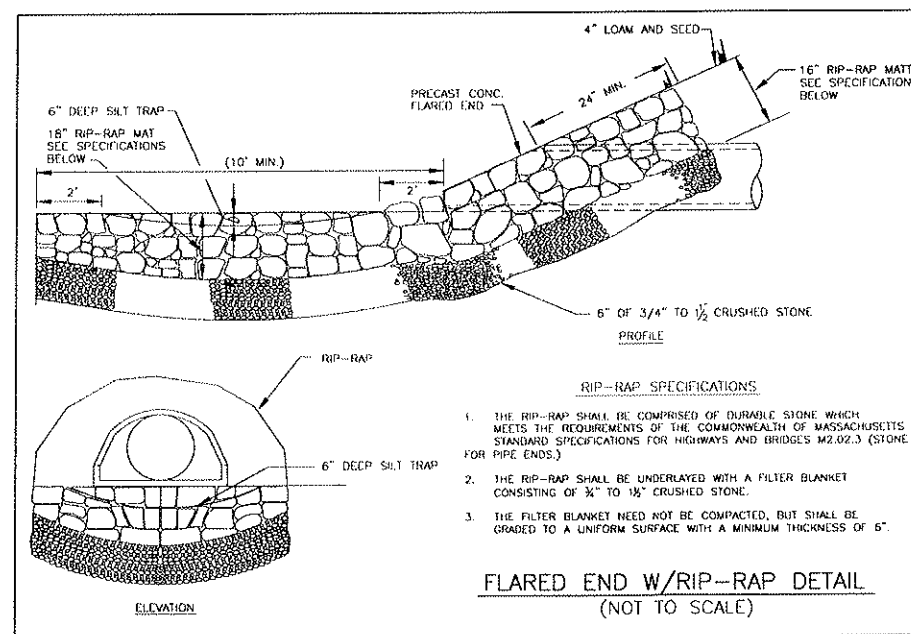 4" LOAM AND SEED
16" RIP-RAP MATT
SEE SPECIFICATION
BELOW
24" MIN.
PRECAST CONC.
FLARED END
6" DEEP SILT TRAP
18" RIP-RAP MAT
SEE SPECIFICATIONS
BELOW
(10' MIN.)
2'
2'
6" OF 3/4" TO 1 1/2" CRUSHED STONE
PROFILE
RIP-RAP
6" DEEP SILT TRAP
ELEVATION
RIP-RAP SPECIFICATIONS
1. THE RIP-RAP SHALL BE COMPRISED OF DURABLE STONE WHICH
MEETS THE REQUIREMENTS OF THE COMMONWEALTH OF MASSACHUSETTS
STANDARD SPECIFICATIONS FOR HIGHWAYS AND BRIDGES M2.02.3 (STONE
FOR PIPE ENDS.)
2. THE RIP-RAP SHALL BE UNDERLAYED WITH A FILTER BLANKET
CONSISTING OF ¾" TO 1½" CRUSHED STONE.
3. THE FILTER BLANKET NEED NOT BE COMPACTED, BUT SHALL BE
GRADED TO A UNIFORM SURFACE WITH A MINIMUM THICKNESS OF 6".
FLARED END W/RIP-RAP DETAIL
(NOT TO SCALE)